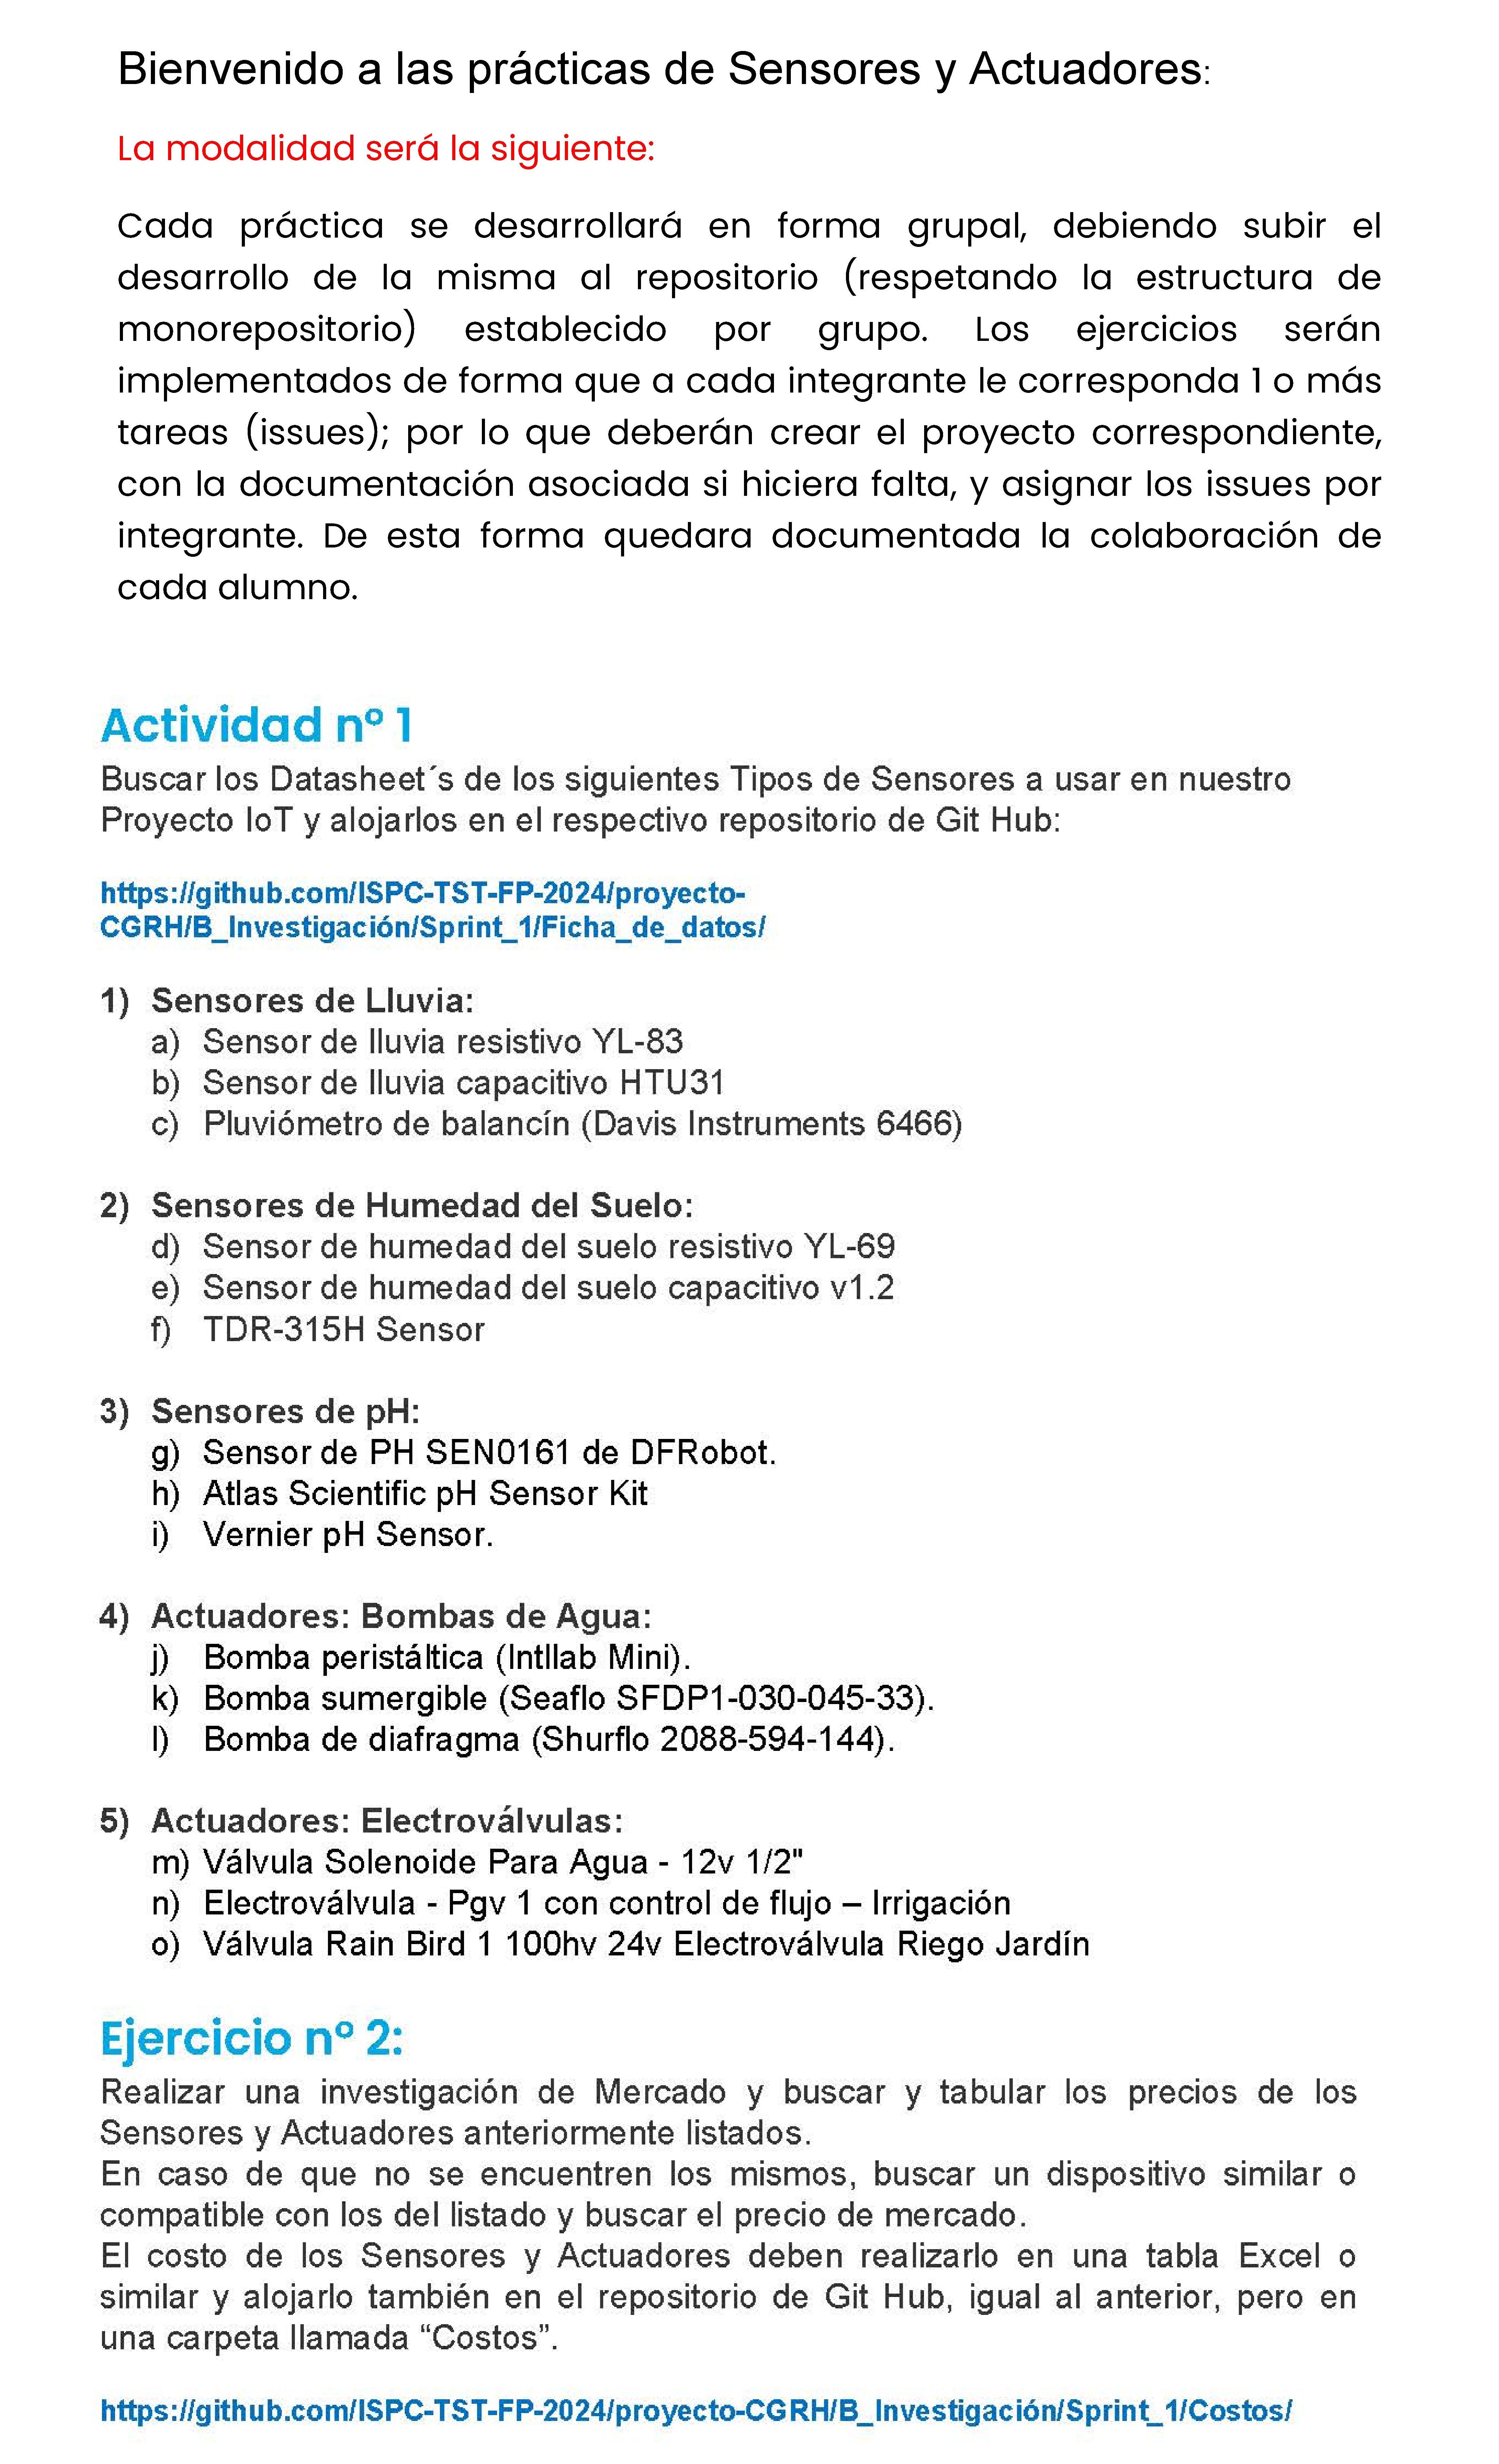 Bienvenido a las prácticas de Sensores y Actuadores:
La modalidad será la siguiente:
Cada práctica se desarrollará en forma grupal, debiendo subir el
desarrollo de la misma al repositorio (respetando la estructura de
monorepositorio) establecido por grupo. Los ejercicios serán
implementados de forma que a cada integrante le corresponda 1 o más
tareas (issues); por lo que deberán crear el proyecto correspondiente,
con la documentación asociada si hiciera falta, y asignar los issues por
integrante. De esta forma quedara documentada la colaboración de
cada alumno.
Actividad nº 1
Buscar los Datasheet´s de los siguientes Tipos de Sensores a usar en nuestro
Proyecto IoT y alojarlos en el respectivo repositorio de Git Hub:
https://github.com/ISPC-TST-FP-2024/proyecto-
CGRH/B_Investigación/Sprint_1/Ficha_de_datos/
1) Sensores de Lluvia:
a) Sensor de lluvia resistivo YL-83
b) Sensor de lluvia capacitivo HTU31
c) Pluviómetro de balancín (Davis Instruments 6466)
2) Sensores de Humedad del Suelo:
d) Sensor de humedad del suelo resistivo YL-69
e) Sensor de humedad del suelo capacitivo v1.2
f) TDR-315H Sensor
3) Sensores de pH:
g) Sensor de PH SEN0161 de DFRobot.
h) Atlas Scientific pH Sensor Kit
i) Vernier pH Sensor.
4) Actuadores: Bombas de Agua:
j) Bomba peristáltica (Intllab Mini).
k) Bomba sumergible (Seaflo SFDP1-030-045-33).
l) Bomba de diafragma (Shurflo 2088-594-144).
5) Actuadores: Electroválvulas:
m) Válvula Solenoide Para Agua - 12v 1/2"
n) Electroválvula - Pgv 1 con control de flujo – Irrigación
o) Válvula Rain Bird 1 100hv 24v Electroválvula Riego Jardín
Ejercicio nº 2:
Realizar una investigación de Mercado y buscar y tabular los precios de los
Sensores y Actuadores anteriormente listados.
En caso de que no se encuentren los mismos, buscar un dispositivo similar o
compatible con los del listado y buscar el precio de mercado.
El costo de los Sensores y Actuadores deben realizarlo en una tabla Excel o
similar y alojarlo también en el repositorio de Git Hub, igual al anterior, pero en
una carpeta llamada “Costos”.
https://github.com/ISPC-TST-FP-2024/proyecto-CGRH/B_Investigación/Sprint_1/Costos/